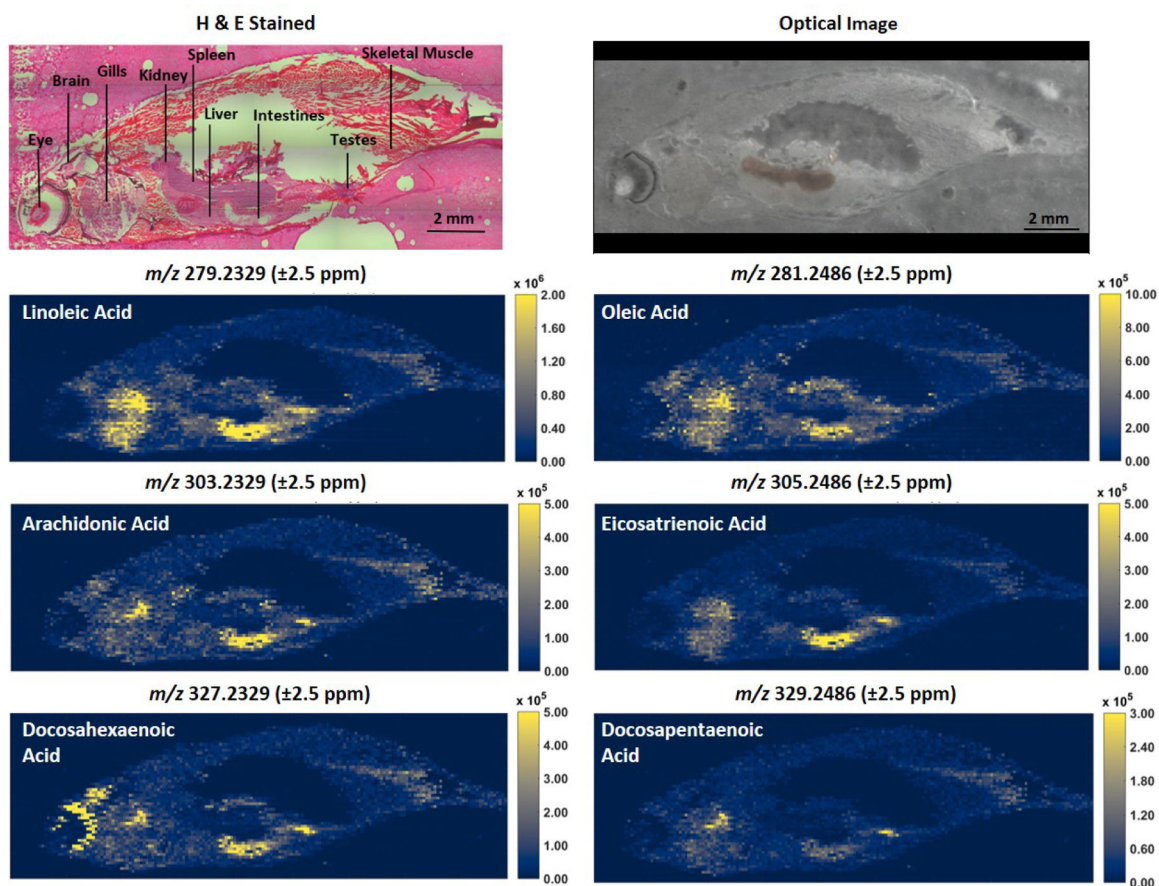 H & E Stained
Optical Image
Spleen
Skeletal Muscle
Gills
Kidney
Brain
Liver
Intestines
Eye
Testes
2 mm
2 mm
m/z 279.2329 (±2.5 ppm)
m/z 281.2486 (±2.5 ppm)
x 10⁶
x 10⁵
Linoleic Acid
2.00
1.60
1.20
0.80
0.40
0.00
Oleic Acid
10.00
8.00
6.00
4.00
2.00
0.00
m/z 303.2329 (±2.5 ppm)
m/z 305.2486 (±2.5 ppm)
x 10⁵
x 10⁵
Arachidonic Acid
5.00
4.00
3.00
2.00
1.00
0.00
Eicosatrienoic Acid
5.00
4.00
3.00
2.00
1.00
0.00
m/z 327.2329 (±2.5 ppm)
m/z 329.2486 (±2.5 ppm)
x 10⁵
x 10⁵
Docosahexaenoic
Acid
5.00
4.00
3.00
2.00
1.00
0.00
Docosapentaenoic
Acid
3.00
2.40
1.80
1.20
0.60
0.00